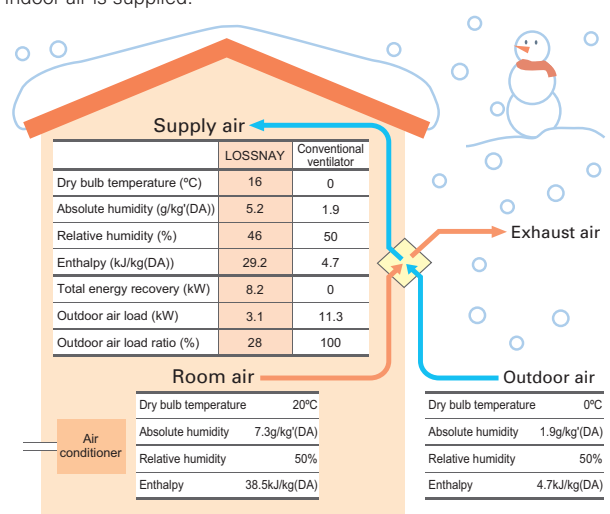 indoor air is supplied.
Supply air
LOSSNAY Conventional ventilator
Dry bulb temperature (ºC) 16 0
Absolute humidity (g/kg'(DA)) 5.2 1.9
Relative humidity (%) 46 50
Enthalpy (kJ/kg(DA)) 29.2 4.7
Total energy recovery (kW) 8.2 0
Outdoor air load (kW) 3.1 11.3
Outdoor air load ratio (%) 28 100
Exhaust air
Room air
Dry bulb temperature 20ºC
Absolute humidity 7.3g/kg'(DA)
Relative humidity 50%
Enthalpy 38.5kJ/kg(DA)
Outdoor air
Dry bulb temperature 0ºC
Absolute humidity 1.9g/kg'(DA)
Relative humidity 50%
Enthalpy 4.7kJ/kg(DA)
Air
conditioner